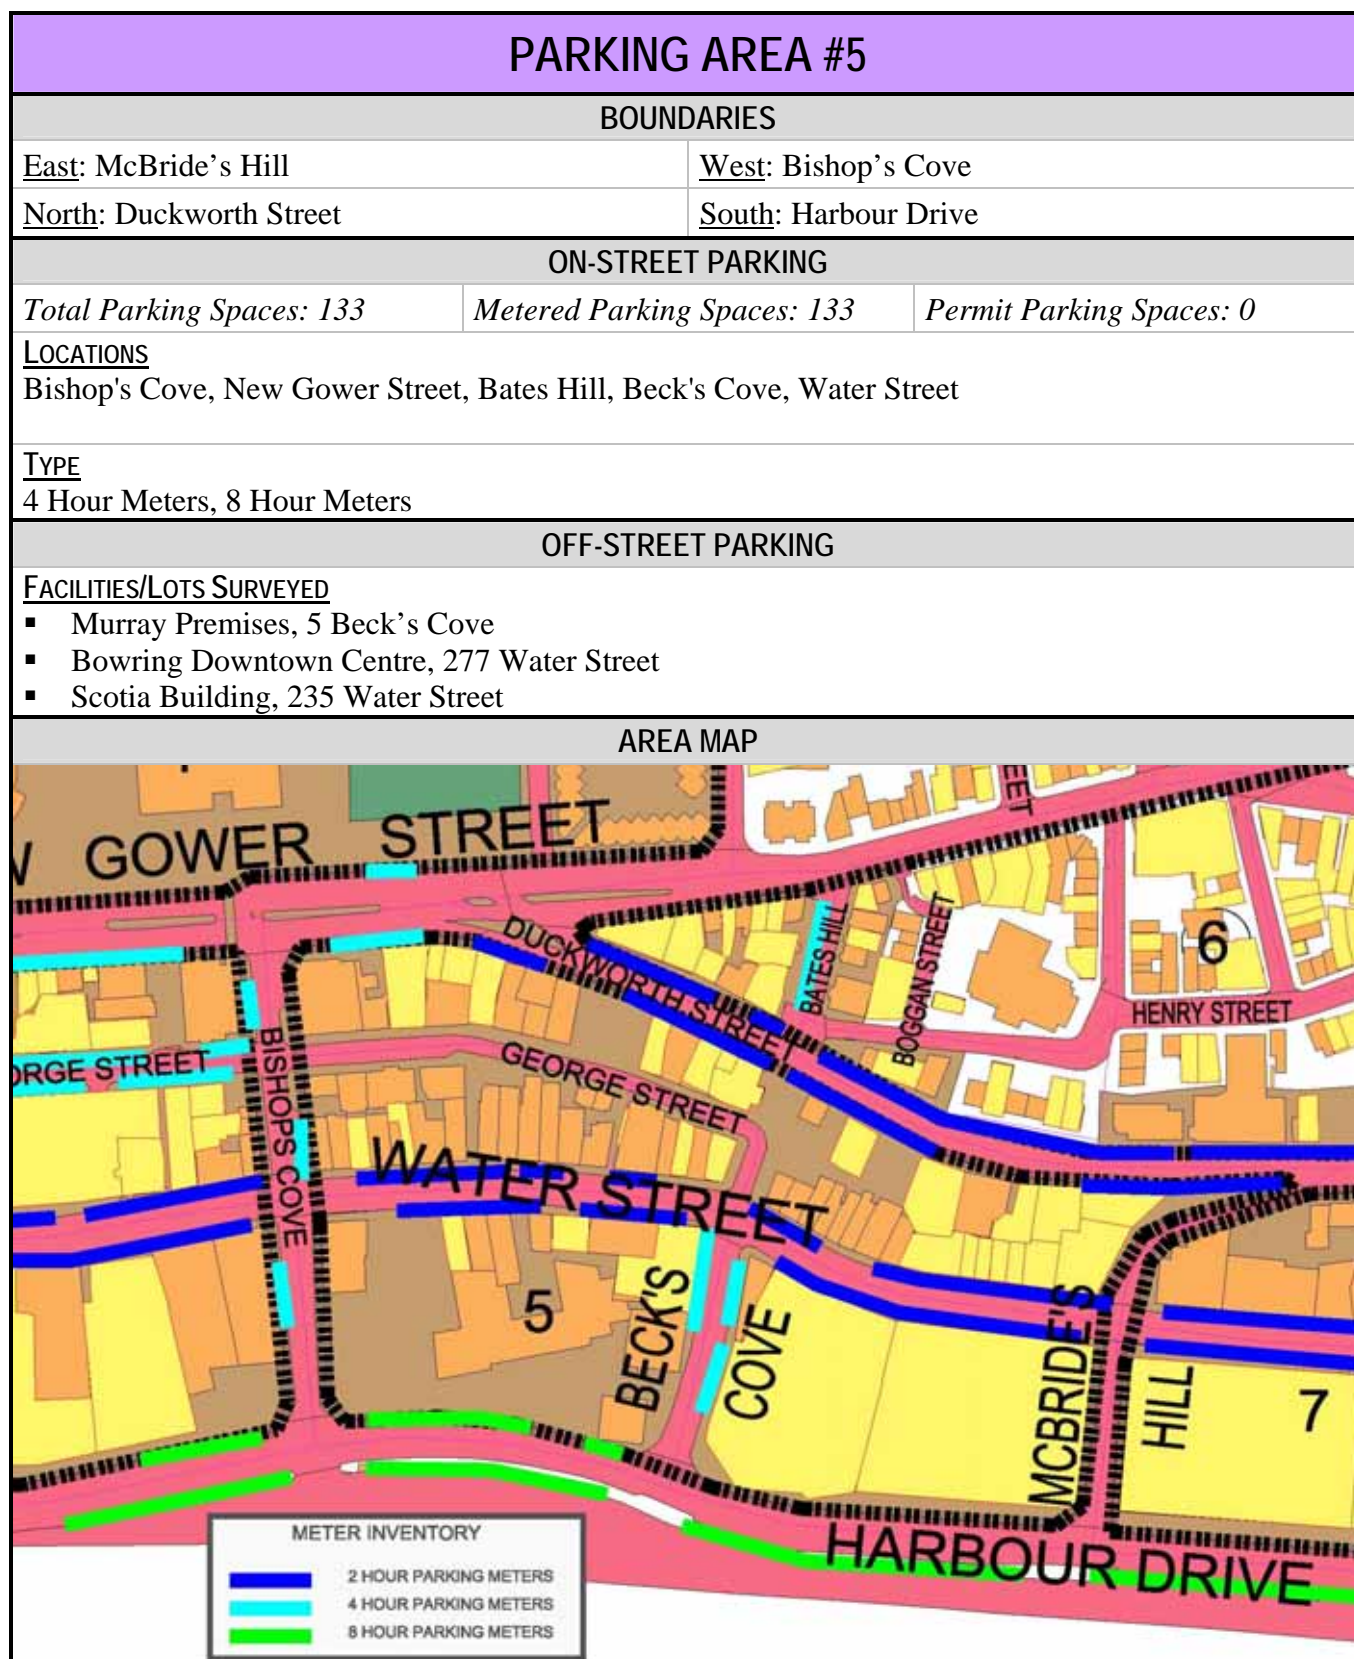 PARKING AREA #5
BOUNDARIES
East: McBride’s Hill
West: Bishop’s Cove
North: Duckworth Street
South: Harbour Drive
ON-STREET PARKING
Total Parking Spaces: 133
Metered Parking Spaces: 133
Permit Parking Spaces: 0
LOCATIONS
Bishop's Cove, New Gower Street, Bates Hill, Beck's Cove, Water Street
TYPE
4 Hour Meters, 8 Hour Meters
OFF-STREET PARKING
FACILITIES/LOTS SURVEYED
▪ Murray Premises, 5 Beck’s Cove
▪ Bowring Downtown Centre, 277 Water Street
▪ Scotia Building, 235 Water Street
AREA MAP
EET
W GOWER STREET
DUCKWORTH STREET
BATES HILL
BOGGAN STREET
6
HENRY STREET
ORGE STREET
BISHOPS COVE
GEORGE STREET
WATER STREET
5
BECK'S
COVE
MCBRIDE'S
HILL
7
HARBOUR DRIVE
METER INVENTORY
2 HOUR PARKING METERS
4 HOUR PARKING METERS
8 HOUR PARKING METERS